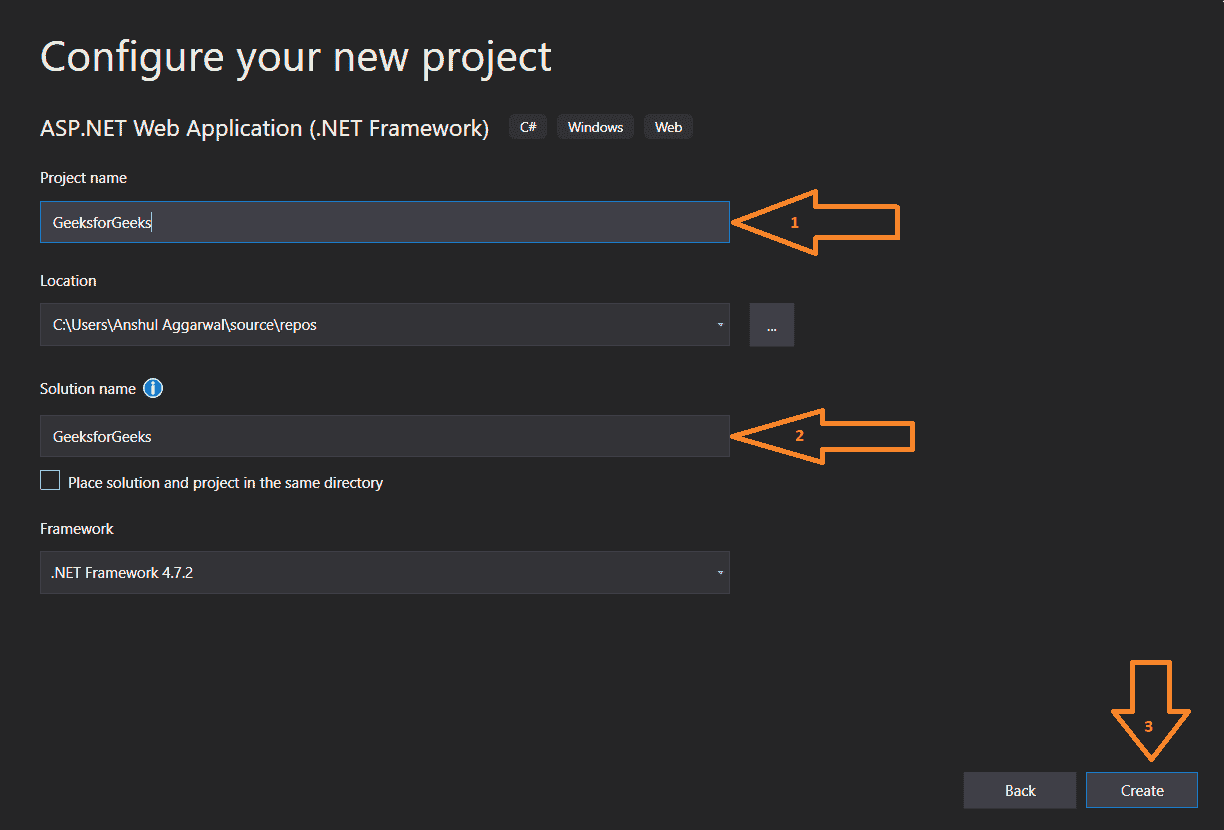 Configure your new project
ASP.NET Web Application (.NET Framework) C# Windows Web
Project name
GeeksforGeeks
1
Location
C:\Users\Anshul Aggarwal\source\repos
...
Solution name
GeeksforGeeks
2
Place solution and project in the same directory
Framework
.NET Framework 4.7.2
3
Back Create